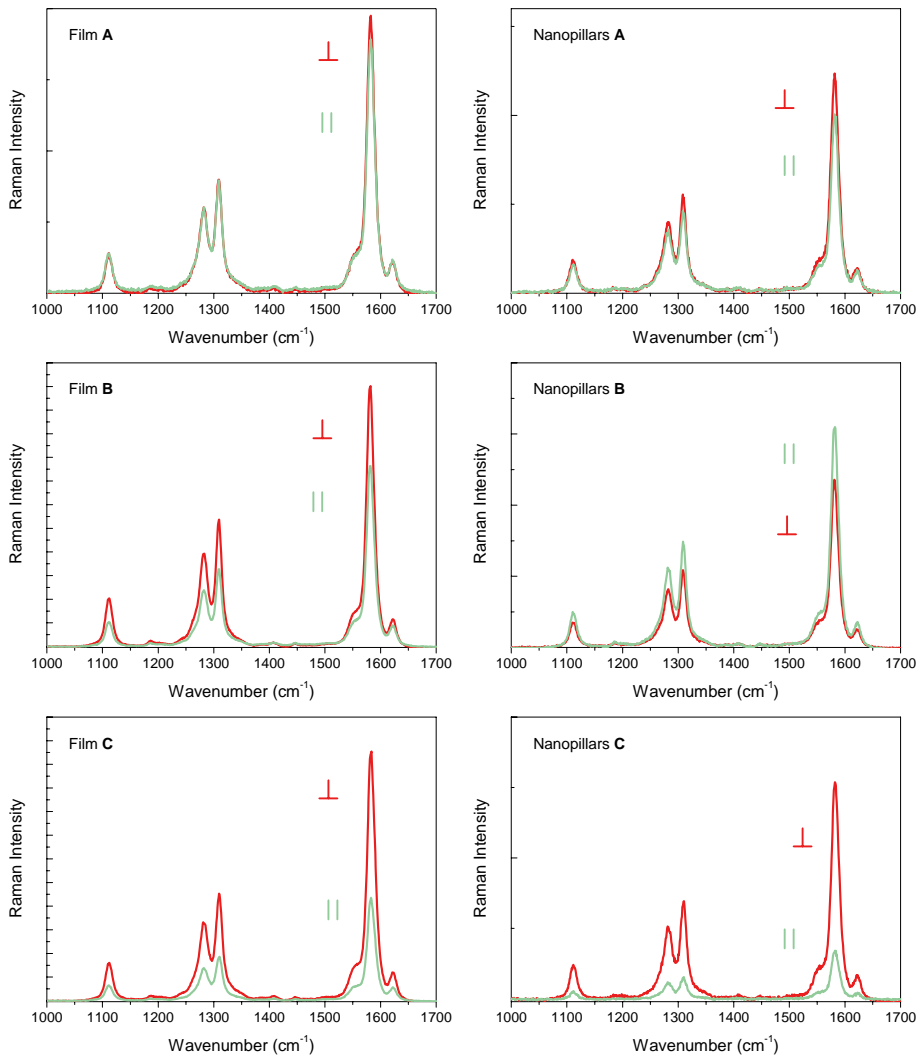 Film A
⊥
||
Raman Intensity
1000 1100 1200 1300 1400 1500 1600 1700
Wavenumber (cm⁻¹)
Nanopillars A
⊥
||
Raman Intensity
1000 1100 1200 1300 1400 1500 1600 1700
Wavenumber (cm⁻¹)
Film B
⊥
||
Raman Intensity
1000 1100 1200 1300 1400 1500 1600 1700
Wavenumber (cm⁻¹)
Nanopillars B
||
⊥
Raman Intensity
1000 1100 1200 1300 1400 1500 1600 1700
Wavenumber (cm⁻¹)
Film C
⊥
||
Raman Intensity
1000 1100 1200 1300 1400 1500 1600 1700
Wavenumber (cm⁻¹)
Nanopillars C
⊥
||
Raman Intensity
1000 1100 1200 1300 1400 1500 1600 1700
Wavenumber (cm⁻¹)